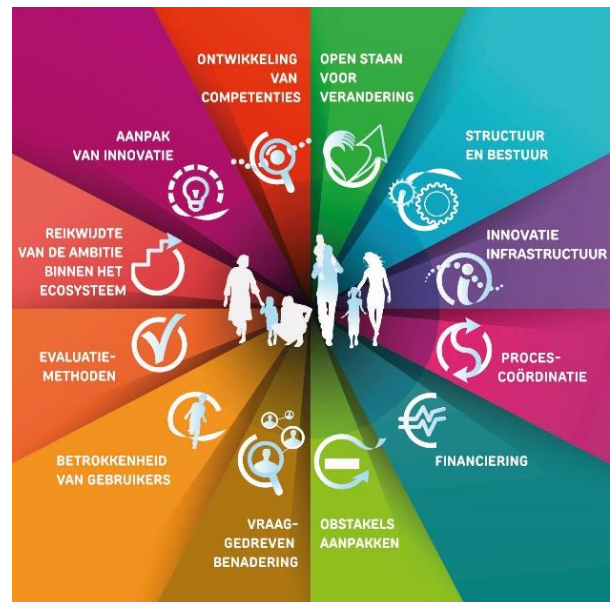 ONTWIKKELING
VAN
COMPETENTIES
OPEN STAAN
VOOR
VERANDERING
STRUCTUUR
EN BESTUUR
INNOVATIE
INFRASTRUCTUUR
PROCES-
COÖRDINATIE
FINANCIERING
OBSTAKELS
AANPAKKEN
VRAAG-
GEDREVEN
BENADERING
BETROKKENHEID
VAN GEBRUIKERS
EVALUATIE-
METHODEN
REIKWIJDTE
VAN DE AMBITIE
BINNEN HET
ECOSYSTEEM
AANPAK
VAN INNOVATIE